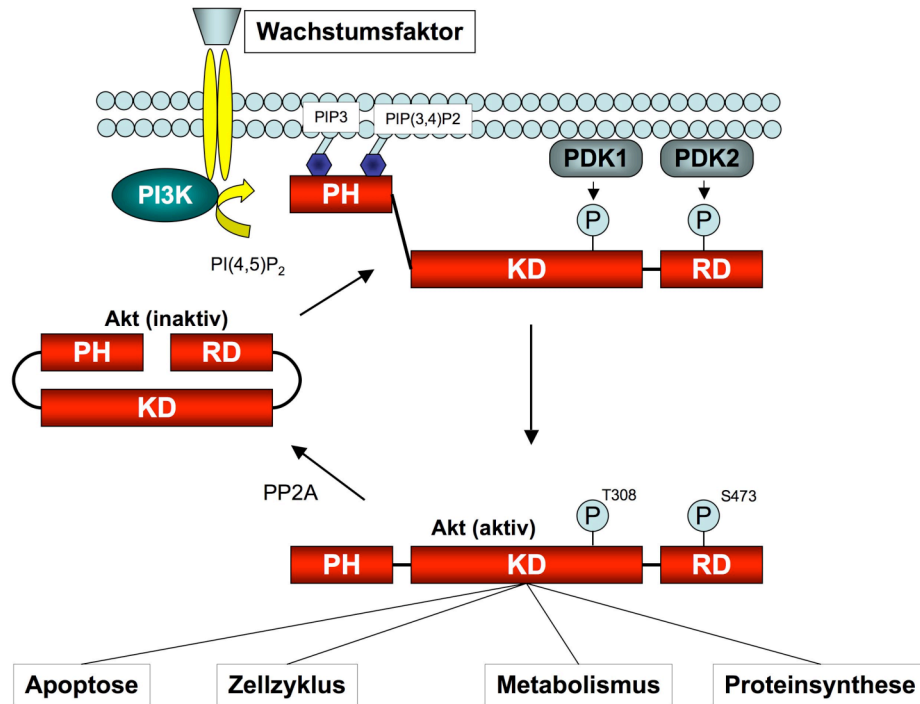 Wachstumsfaktor
PIP3
PIP(3,4)P2
PDK1
PDK2
PI3K
PH
P
P
PI(4,5)P₂
KD
RD
Akt (inaktiv)
PH
RD
KD
PP2A
T308
S473
P
P
Akt (aktiv)
PH
KD
RD
Apoptose
Zellzyklus
Metabolismus
Proteinsynthese